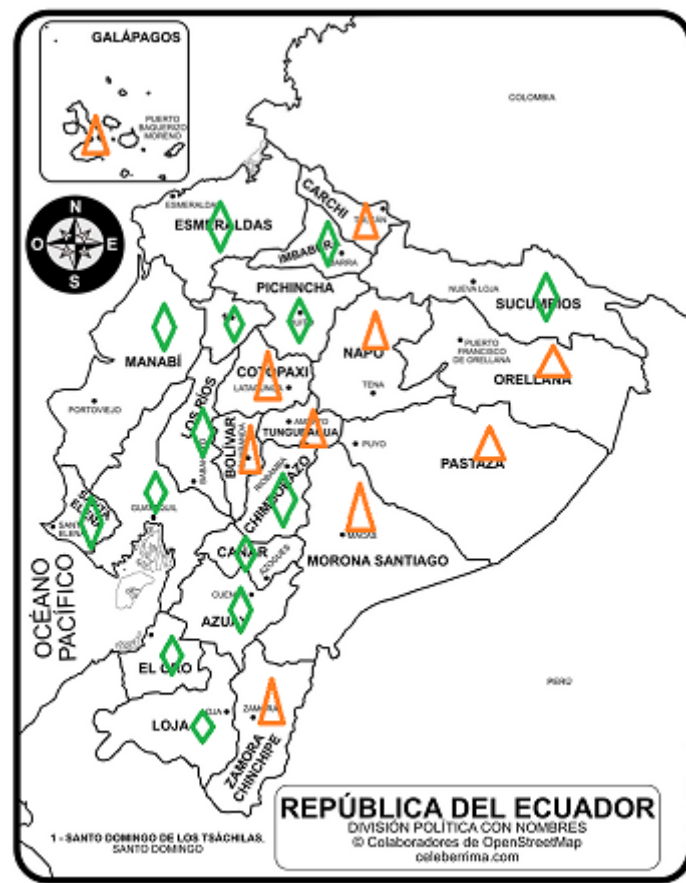 GALÁPAGOS
PUERTO
BAQUERIZO
MORENO
COLOMBIA
N
O
E
S
CARCHI
ESMERALDAS
ESMERALDAS
PICHINCHA
NUEVA LOJA
SUCUMBÍOS
MANABÍ
NAPO
PUERTO
FRANCISCO
DE ORELLANA
ORELLANA
COTOPAXI
LATACUNGA
TENA
PORTOVIEJO
LOS RÍOS
BOLÍVAR
TUNGURAHUA
PUYO
PASTAZA
RIOBAMBA
CHIMBORAZO
SANTA
ELENA
MACAS
MORONA SANTIAGO
CAÑAR
AZOGUES
AZUAY
OCÉANO
PACÍFICO
EL ORO
PERÚ
LOJA
ZAMORA
ZAMORA
CHINCHIPE
REPÚBLICA DEL ECUADOR
DIVISIÓN POLÍTICA CON NOMBRES
© Colaboradores de OpenStreetMap
celeberrima.com
1 - SANTO DOMINGO DE LOS TSÁCHILAS,
SANTO DOMINGO